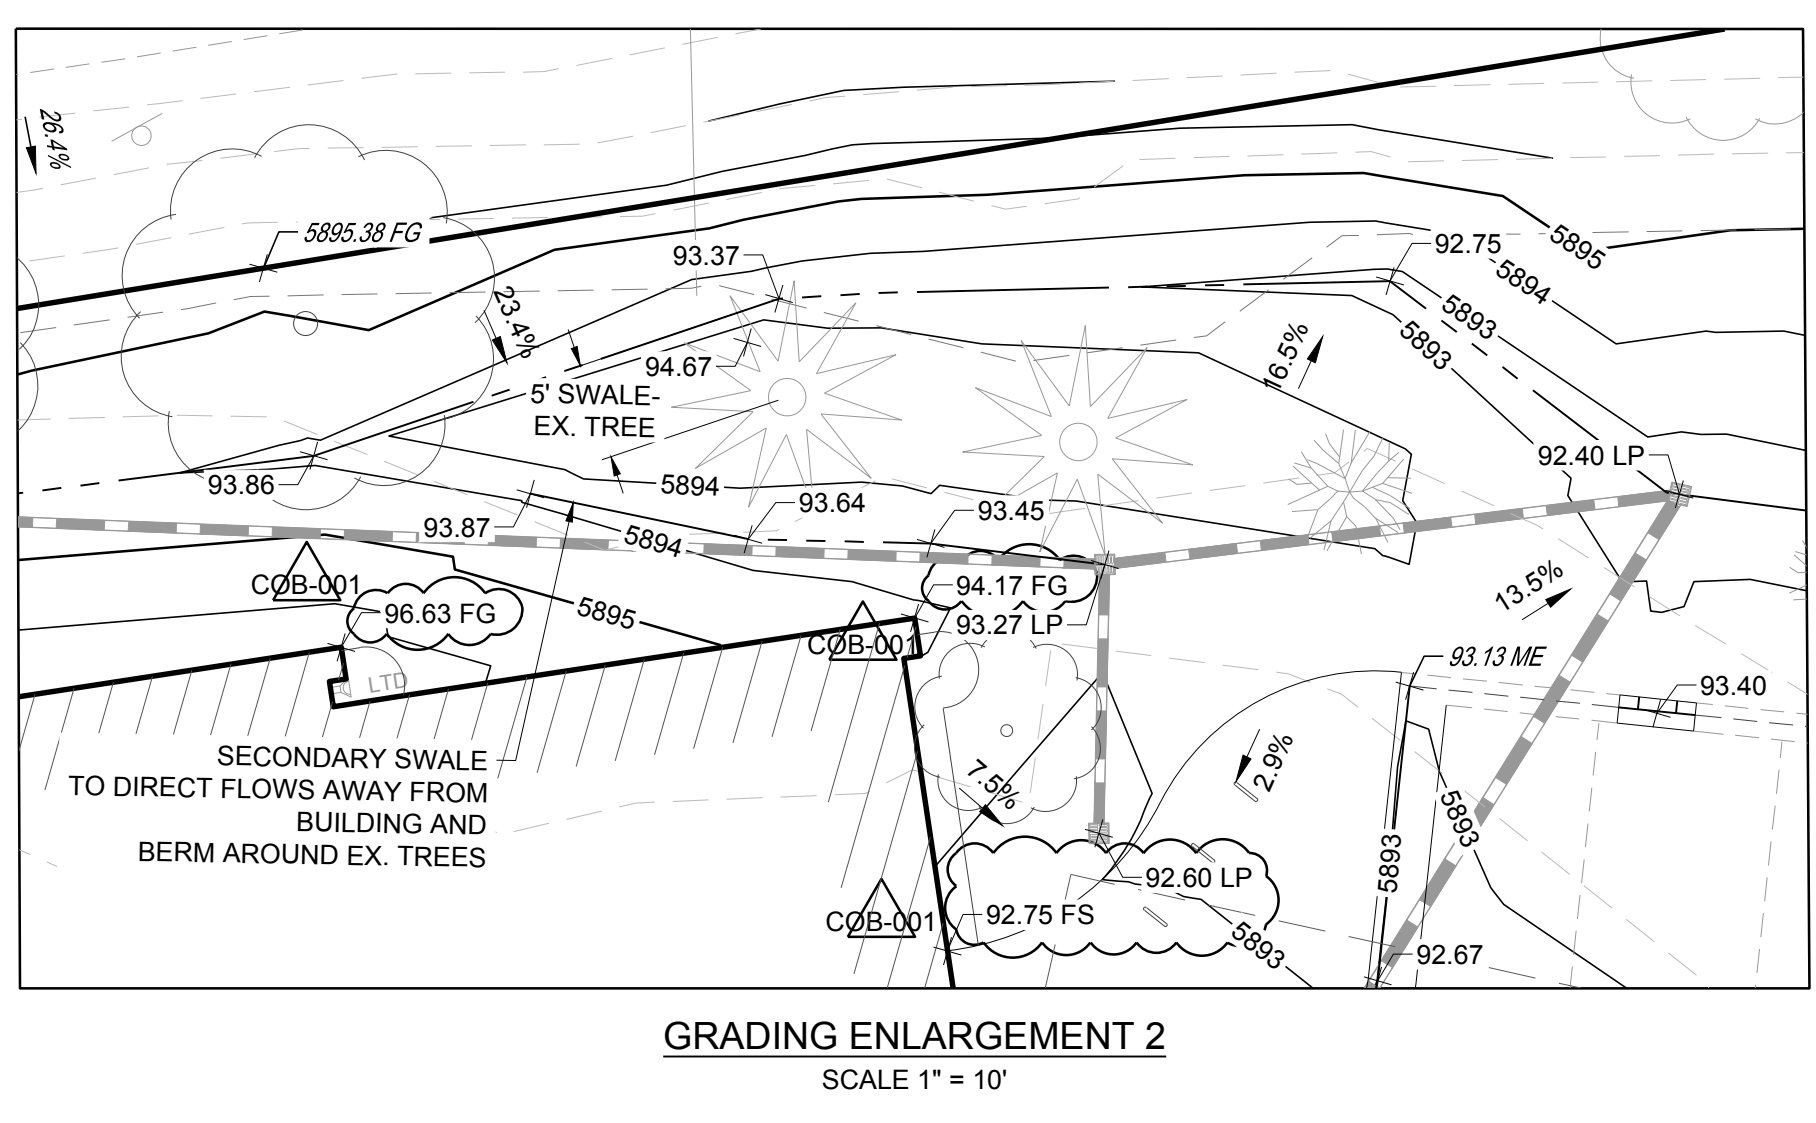 26.4%
5895.38 FG
93.37
92.75
5895
5894
5893
5893
23.4%
94.67
16.5%
5' SWALE-
EX. TREE
92.40 LP
93.86
5894
93.64
93.45
93.87
5894
COB-001
96.63 FG
5895
94.17 FG
93.27 LP
COB-001
13.5%
93.13 ME
93.40
LTD
SECONDARY SWALE
TO DIRECT FLOWS AWAY FROM
BUILDING AND
BERM AROUND EX. TREES
7.5%
2.9%
5893
5893
92.60 LP
COB-001
92.75 FS
5893
92.67
GRADING ENLARGEMENT 2
SCALE 1" = 10'